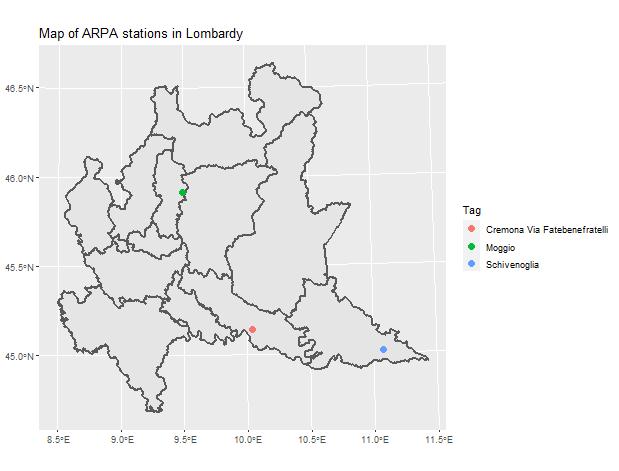 Map of ARPA stations in Lombardy
46.5°N
46.0°N
45.5°N
45.0°N
8.5°E
9.0°E
9.5°E
10.0°E
10.5°E
11.0°E
11.5°E
Tag
Cremona Via Fatebenefratelli
Moggio
Schivenoglia